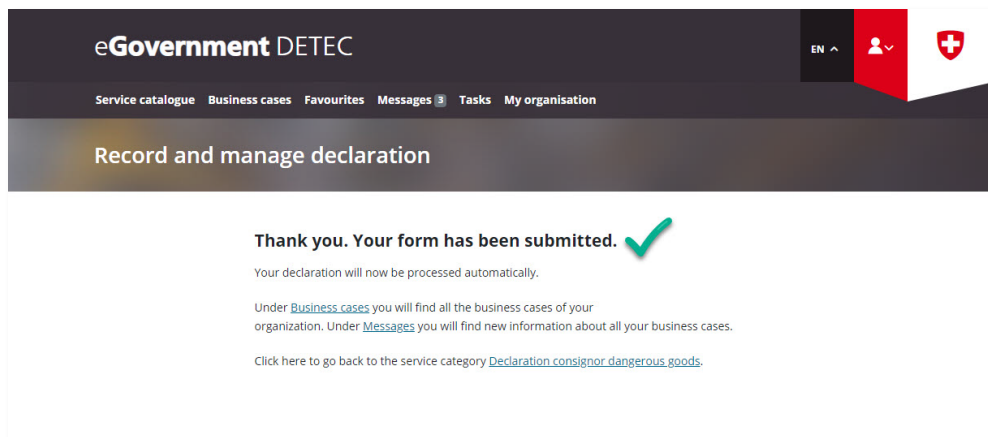 eGovernment DETEC
EN
Service catalogue Business cases Favourites Messages 3 Tasks My organisation
Record and manage declaration
Thank you. Your form has been submitted.
Your declaration will now be processed automatically.
Under Business cases you will find all the business cases of your
organization. Under Messages you will find new information about all your business cases.
Click here to go back to the service category Declaration consignor dangerous goods.